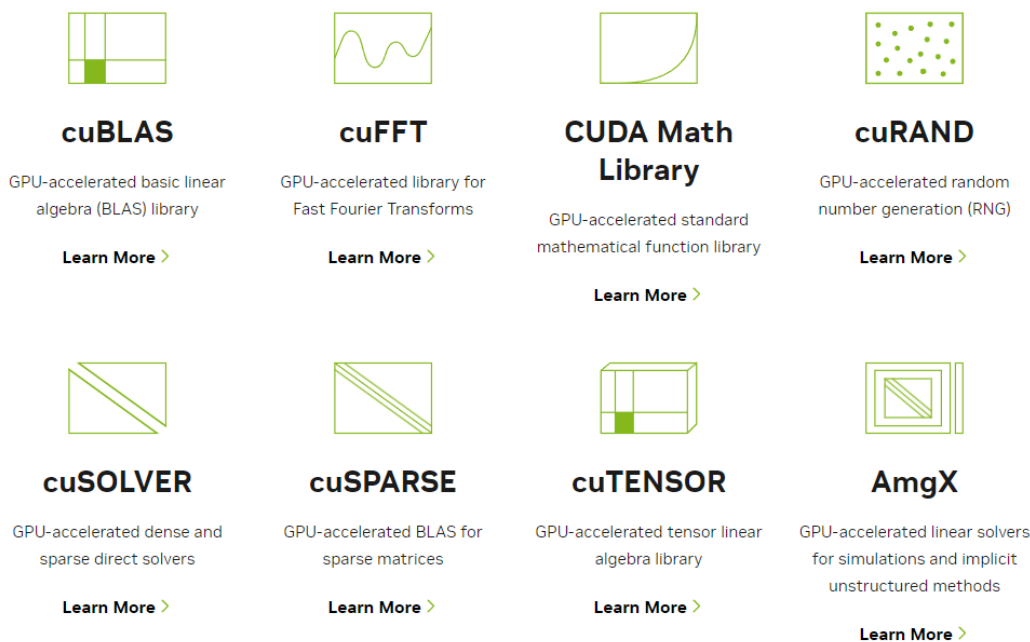 cuBLAS
GPU-accelerated basic linear
algebra (BLAS) library
Learn More
cuFFT
GPU-accelerated library for
Fast Fourier Transforms
Learn More
CUDA Math
Library
GPU-accelerated standard
mathematical function library
Learn More
cuRAND
GPU-accelerated random
number generation (RNG)
Learn More
cuSOLVER
GPU-accelerated dense and
sparse direct solvers
Learn More
cuSPARSE
GPU-accelerated BLAS for
sparse matrices
Learn More
cuTENSOR
GPU-accelerated tensor linear
algebra library
Learn More
AmgX
GPU-accelerated linear solvers
for simulations and implicit
unstructured methods
Learn More